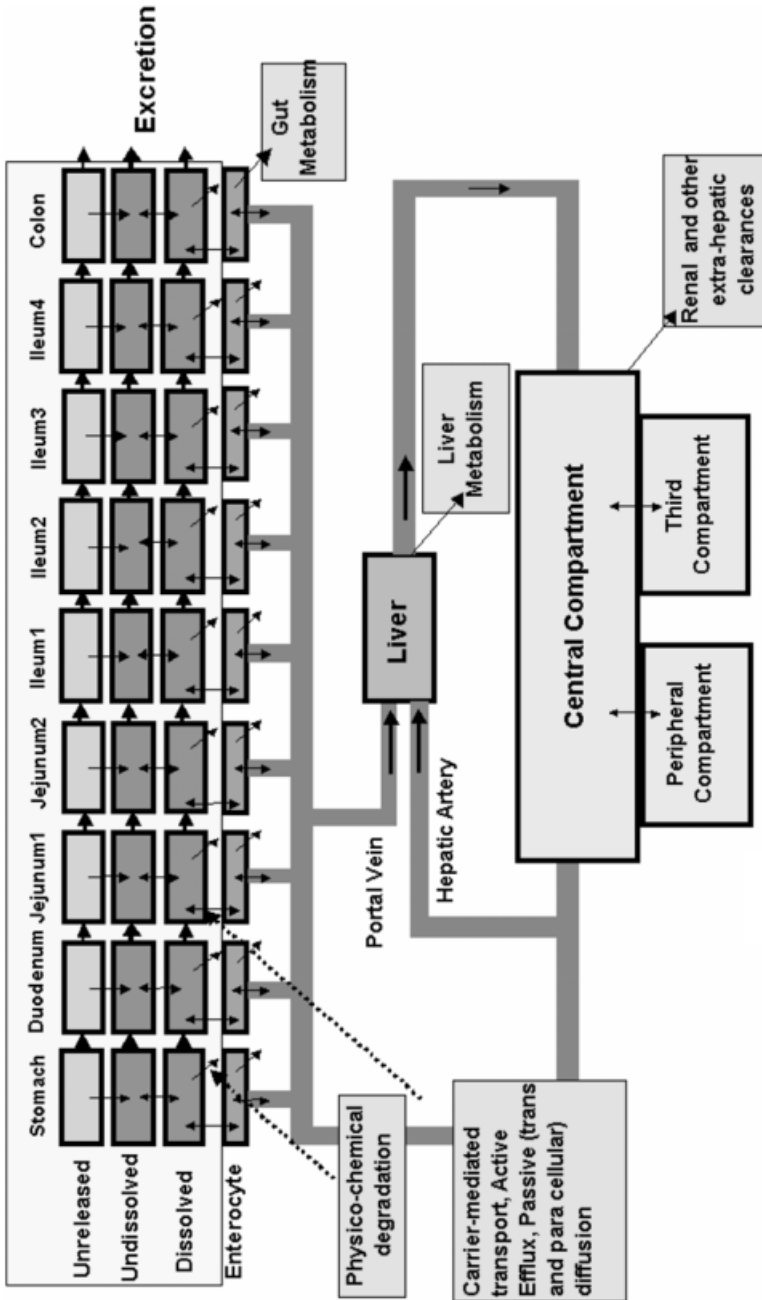 Stomach
Duodenum
Jejunum1
Jejunum2
Ileum1
Ileum2
Ileum3
Ileum4
Colon
Unreleased
Undissolved
Dissolved
Enterocyte
Excretion
Gut
Metabolism
Physico-chemical
degradation
Portal Vein
Hepatic Artery
Liver
Liver
Metabolism
Carrier-mediated
transport, Active
Efflux, Passive (trans
and para cellular)
diffusion
Central Compartment
Renal and other
extra-hepatic
clearances
Peripheral
Compartment
Third
Compartment